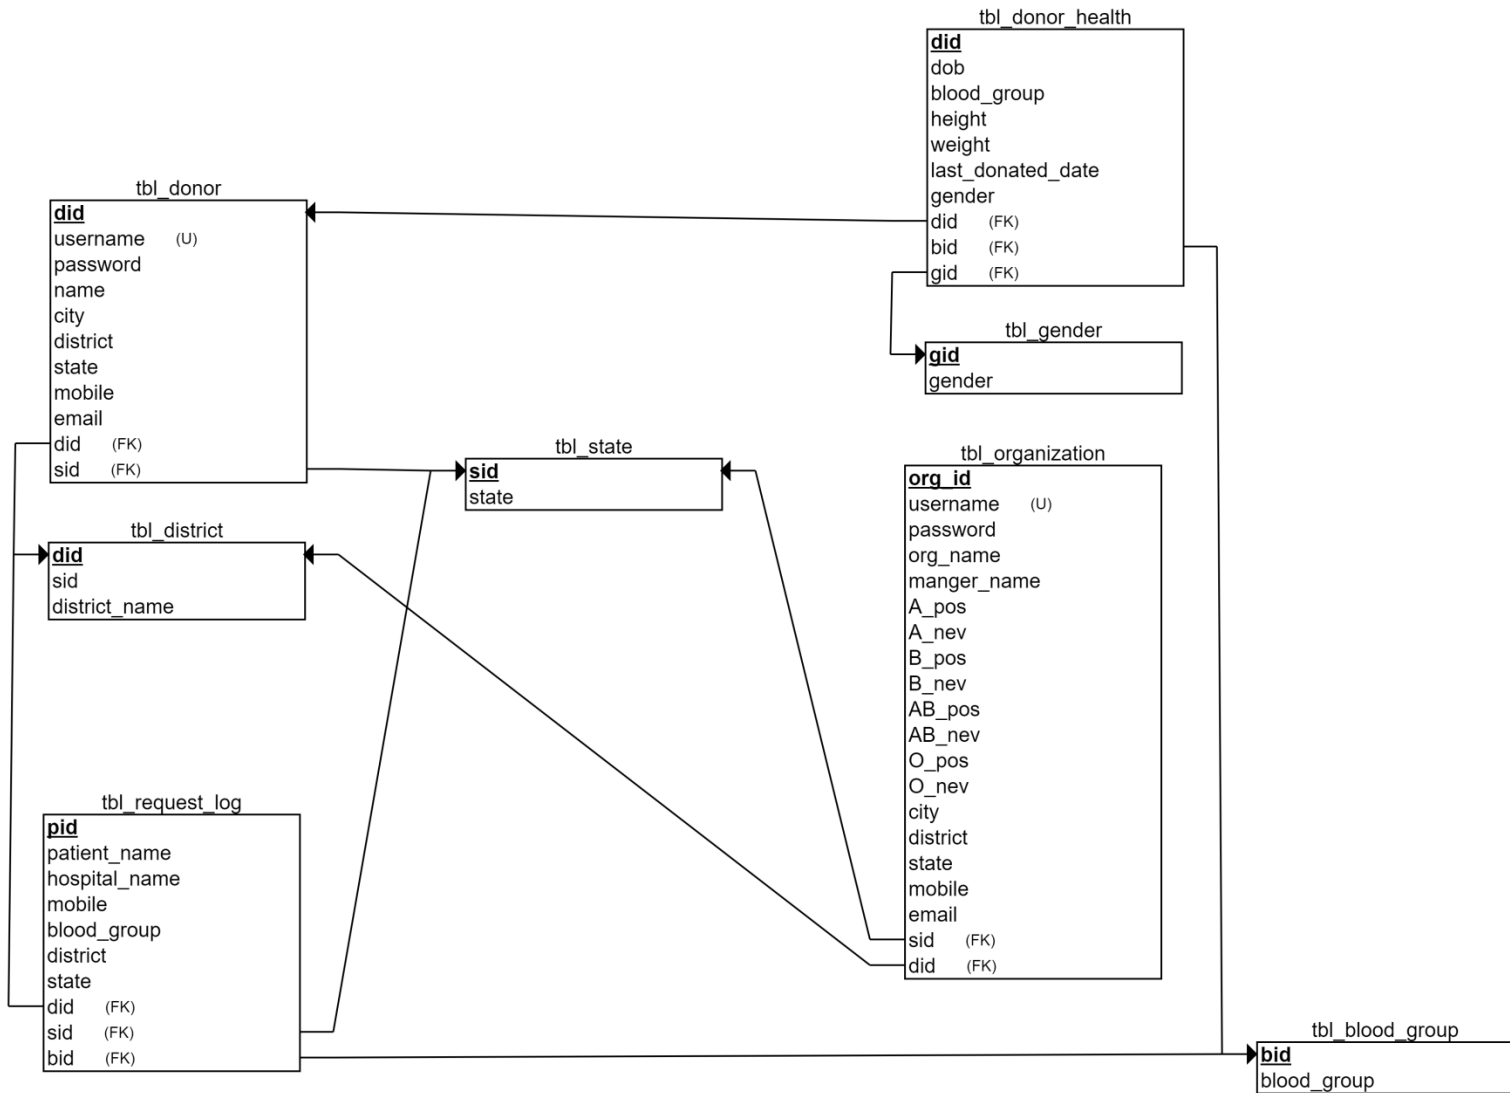 tbl_donor_health
did
dob
blood_group
height
weight
last_donated_date
gender
did (FK)
bid (FK)
gid (FK)
tbl_donor
did
username (U)
password
name
city
district
state
mobile
email
did (FK)
sid (FK)
tbl_gender
gid
gender
tbl_state
sid
state
tbl_organization
org_id
username (U)
password
org_name
manger_name
A_pos
A_nev
B_pos
B_nev
AB_pos
AB_nev
O_pos
O_nev
city
district
state
mobile
email
sid (FK)
did (FK)
tbl_district
did
sid
district_name
tbl_request_log
pid
patient_name
hospital_name
mobile
blood_group
district
state
did (FK)
sid (FK)
bid (FK)
tbl_blood_group
bid
blood_group